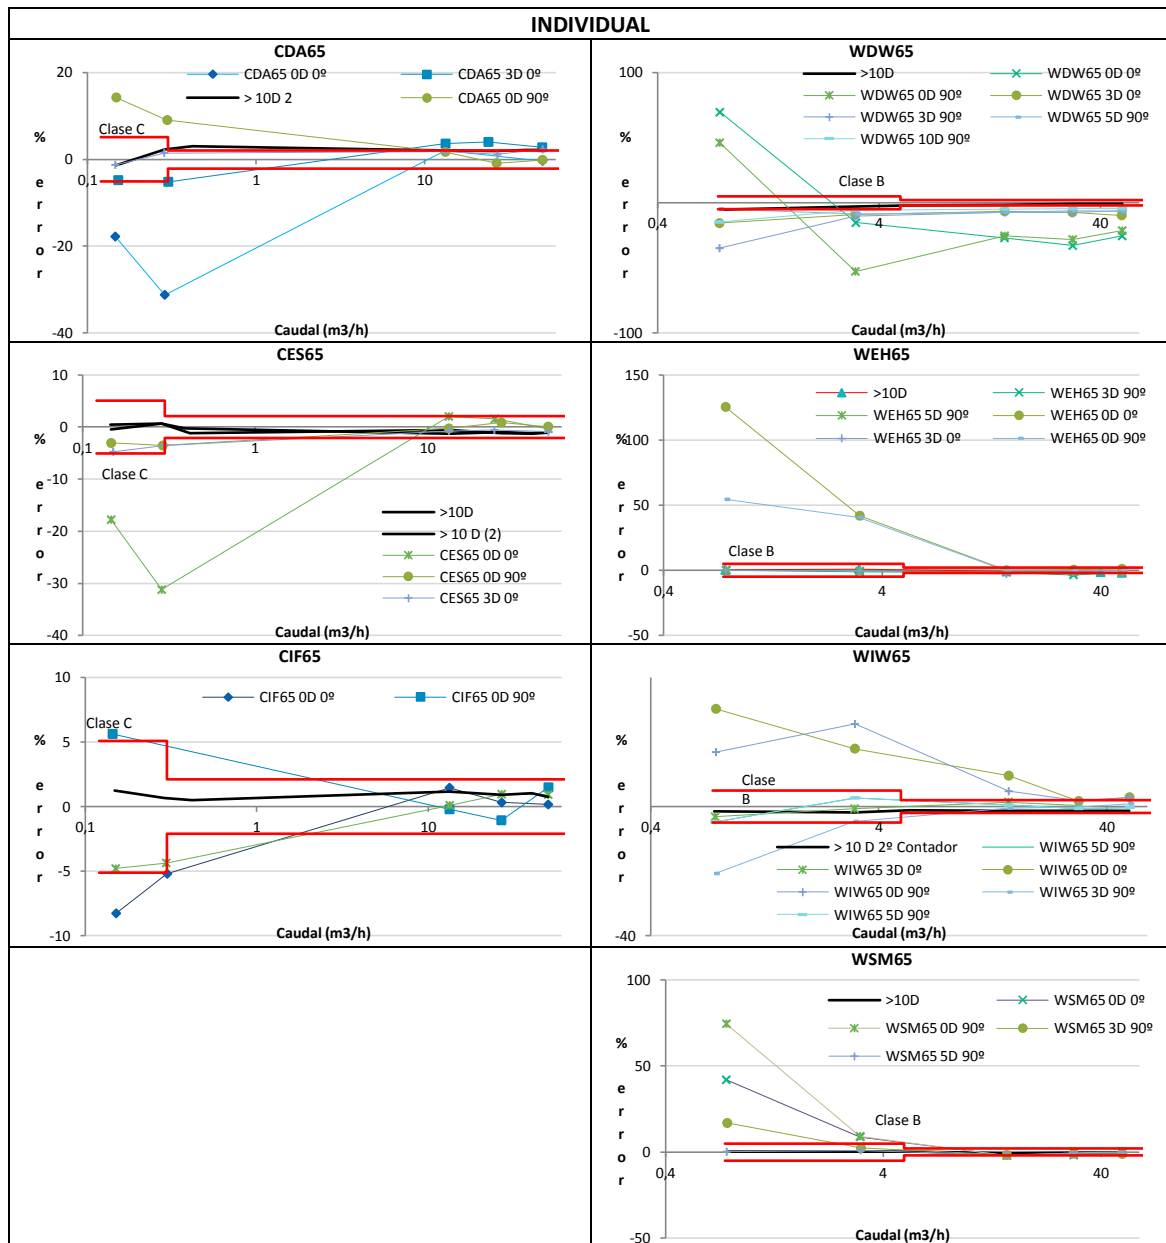 INDIVIDUAL
CDA65
20
0
-20
-40
0,1
1
10
% error
Clase C
CDA65 0D 0º
CDA65 3D 0º
> 10D 2
CDA65 0D 90º
Caudal (m3/h)
WDW65
100
-100
0,4
4
40
% error
Clase B
>10D
WDW65 0D 0º
WDW65 0D 90º
WDW65 3D 0º
WDW65 3D 90º
WDW65 5D 90º
WDW65 10D 90º
Caudal (m3/h)
CES65
10
0
-10
-20
-30
-40
0,1
1
10
% error
Clase C
>10D
> 10 D (2)
CES65 0D 0º
CES65 0D 90º
CES65 3D 0º
Caudal (m3/h)
WEH65
150
100
50
0
-50
0,4
4
40
% error
Clase B
>10D
WEH65 3D 90º
WEH65 5D 90º
WEH65 0D 0º
WEH65 3D 0º
WEH65 0D 90º
Caudal (m3/h)
CIF65
10
5
0
-5
-10
0,1
1
10
% error
Clase C
CIF65 0D 0º
CIF65 0D 90º
Caudal (m3/h)
WIW65
-40
0,4
4
40
% error
Clase
B
> 10 D 2º Contador
WIW65 5D 90º
WIW65 3D 0º
WIW65 0D 0º
WIW65 0D 90º
WIW65 3D 90º
WIW65 5D 90º
Caudal (m3/h)
WSM65
100
50
0
-50
0,4
4
40
% error
Clase B
>10D
WSM65 0D 0º
WSM65 0D 90º
WSM65 3D 90º
WSM65 5D 90º
Caudal (m3/h)